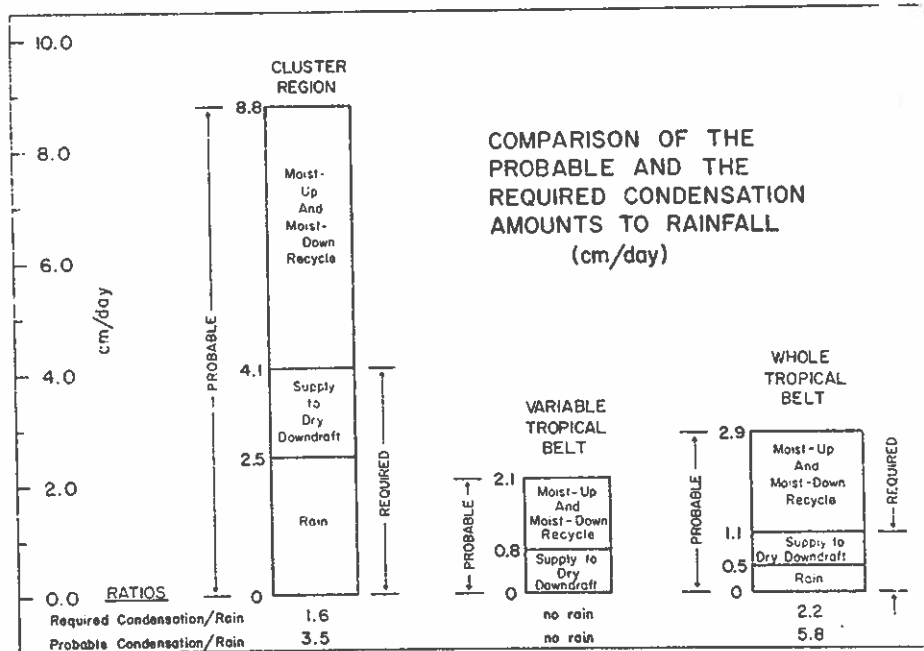 COMPARISON OF THE
PROBABLE AND THE
REQUIRED CONDENSATION
AMOUNTS TO RAINFALL
(cm/day)
10.0
8.0
6.0
4.0
2.0
0.0
cm/day
CLUSTER
REGION
8.8
Moist-
Up
And
Moist-
Down
Recycle
4.1
Supply
to
Dry
Downdraft
2.5
Rain
0
PROBABLE
REQUIRED
VARIABLE
TROPICAL
BELT
2.1
Moist-Up
And
Moist-Down
Recycle
0.8
Supply to
Dry
Downdraft
0
PROBABLE
WHOLE
TROPICAL
BELT
2.9
Moist-Up
And
Moist-Down
Recycle
1.1
Supply to
Dry Downdraft
0.5
Rain
0
PROBABLE
REQUIRED
RATIOS
Required Condensation/Rain 1.6 no rain 2.2
Probable Condensation/Rain 3.5 no rain 5.8